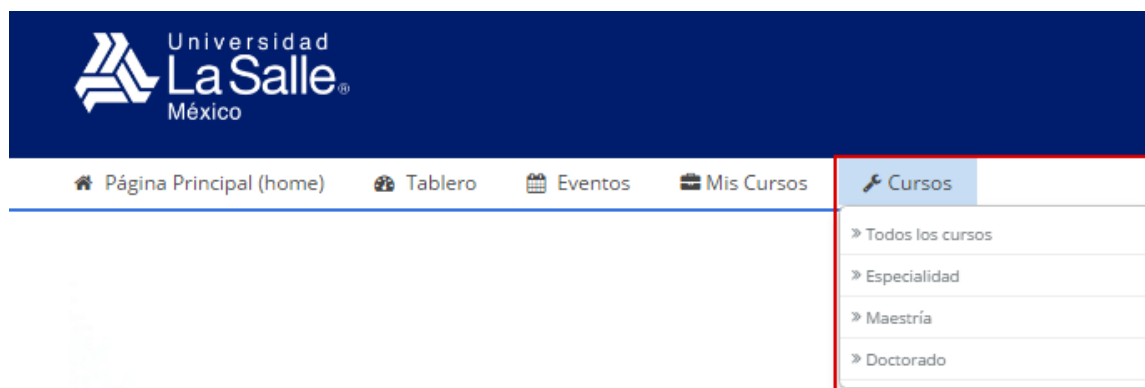 Universidad
La Salle®
México
Página Principal (home) Tablero Eventos Mis Cursos Cursos
» Todos los cursos
» Especialidad
» Maestría
» Doctorado